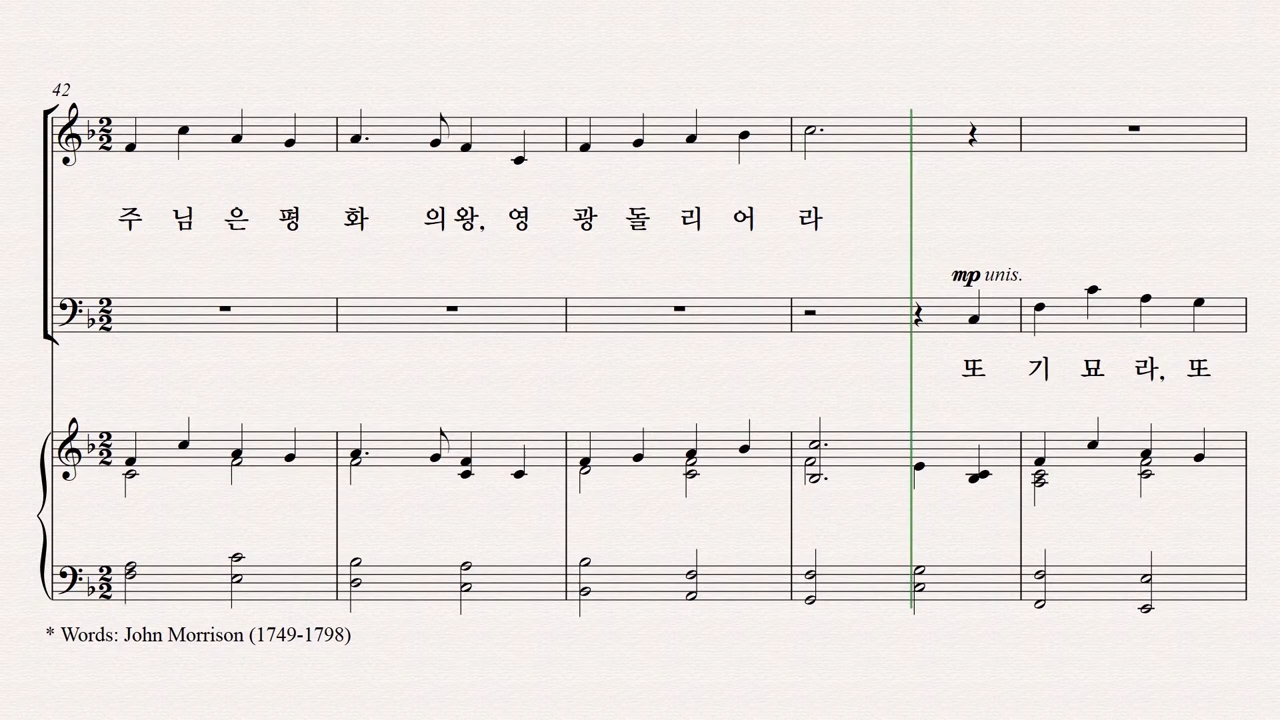 42
주 님 은 평 화 의 왕, 영 광 돌 리 어 라
mp unis.
또 기 묘 라, 또
* Words: John Morrison (1749-1798)